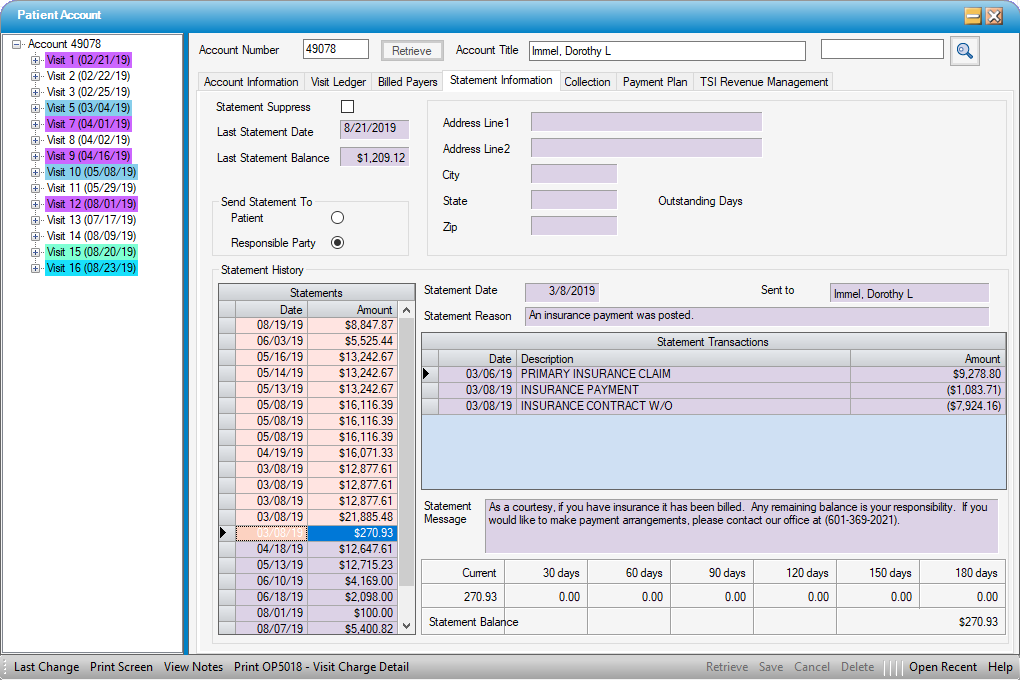 Patient Account
Account 49078
Visit 1 (02/21/19)
Visit 2 (02/22/19)
Visit 3 (02/25/19)
Visit 5 (03/04/19)
Visit 7 (04/01/19)
Visit 8 (04/02/19)
Visit 9 (04/16/19)
Visit 10 (05/08/19)
Visit 11 (05/29/19)
Visit 12 (08/01/19)
Visit 13 (07/17/19)
Visit 14 (08/09/19)
Visit 15 (08/20/19)
Visit 16 (08/23/19)
Account Number 49078 Retrieve Account Title Immel, Dorothy L
Account Information Visit Ledger Billed Payers Statement Information Collection Payment Plan TSI Revenue Management
Statement Suppress
Last Statement Date 8/21/2019
Last Statement Balance $1,209.12
Send Statement To
Patient
Responsible Party
Address Line1
Address Line2
City
State Outstanding Days
Zip
Statement History
Statements
Date Amount
08/19/19 $8,847.87
06/03/19 $5,525.44
05/16/19 $13,242.67
05/14/19 $13,242.67
05/13/19 $13,242.67
05/08/19 $16,116.39
05/08/19 $16,116.39
05/08/19 $16,116.39
04/19/19 $16,071.33
03/08/19 $12,877.61
03/08/19 $12,877.61
03/08/19 $12,877.61
03/08/19 $21,885.48
03/08/19 $270.93
04/18/19 $12,647.61
05/13/19 $12,715.23
06/10/19 $4,169.00
06/18/19 $2,098.00
08/01/19 $100.00
08/07/19 $5,400.82
Statement Date 3/8/2019 Sent to Immel, Dorothy L
Statement Reason An insurance payment was posted.
Statement Transactions
Date Description Amount
03/06/19 PRIMARY INSURANCE CLAIM $9,278.80
03/08/19 INSURANCE PAYMENT ($1,083.71)
03/08/19 INSURANCE CONTRACT W/O ($7,924.16)
Statement Message
As a courtesy, if you have insurance it has been billed. Any remaining balance is your responsibility. If you
would like to make payment arrangements, please contact our office at (601-369-2021).
Current 30 days 60 days 90 days 120 days 150 days 180 days
270.93 0.00 0.00 0.00 0.00 0.00 0.00
Statement Balance $270.93
Last Change Print Screen View Notes Print OP5018 - Visit Charge Detail Retrieve Save Cancel Delete Open Recent Help